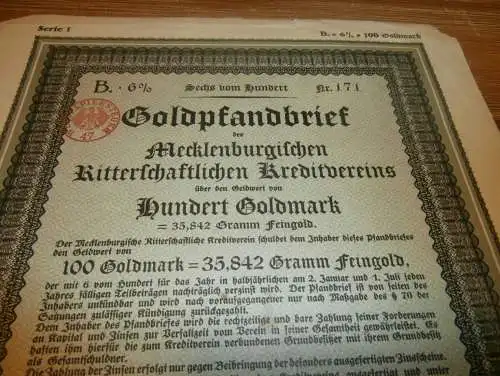 Serie 1
B. • 6% • 100 Goldmark
B. • 6% Sechs vom Hundert Nr. 171
Goldpfandbrief
des
Mecklenburgischen
Ritterschaftlichen Kreditvereins
über den Geldwert von
Hundert Goldmark
= 35,842 Gramm Feingold.
Der Mecklenburgische Ritterschaftliche Kreditverein schuldet dem Inhaber dieses Pfandbriefes
den Geldwert von
100 Goldmark = 35,842 Gramm Feingold,
der mit 6 vom Hundert für das Jahr in halbjährlichen am 2. Januar und 1. Juli jeden
Jahres fälligen Teilbeträgen nachträglich verzinst wird. Der Pfandbrief ist von seiten des
Inhabers unkündbar und wird nach vorausgegangener nur nach Maßgabe des § 70 der
Satzungen zulässiger Kündigung zurückgezahlt.
Dem Inhaber des Pfandbriefes wird die rechtzeitige und bare Zahlung seiner Forderungen
an Kapital und Zinsen zur Verfallzeit vom Verein in seiner Gesamtheit gewährleistet. Es
haften ihm hierfür die zum Kreditverein verbundenen Grundbesitzer mit ihrem Grundbesitz
als Gesamtschuldner.
Die Zahlung der Zinsen erfolgt nur gegen Beibringung der besonders ausgefertigten Zinsscheine.